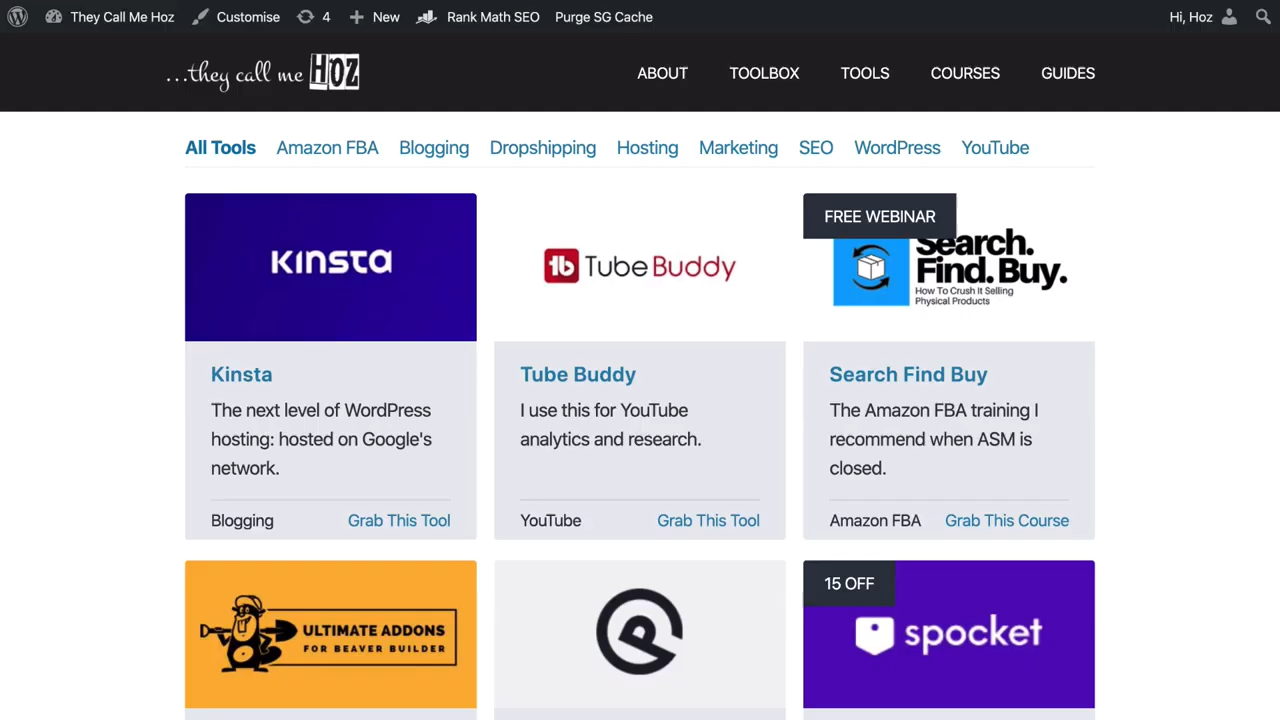 They Call Me Hoz Customise 4 New Rank Math SEO Purge SG Cache Hi, Hoz
...they call me HOZ
ABOUT TOOLBOX TOOLS COURSES GUIDES
All Tools Amazon FBA Blogging Dropshipping Hosting Marketing SEO WordPress YouTube
KINSTA
Kinsta
The next level of WordPress
hosting: hosted on Google's
network.
Blogging Grab This Tool
tb TubeBuddy
Tube Buddy
I use this for YouTube
analytics and research.
YouTube Grab This Tool
FREE WEBINAR
Search.
Find. Buy.
How To Crush It Selling
Physical Products
Search Find Buy
The Amazon FBA training I
recommend when ASM is
closed.
Amazon FBA Grab This Course
ULTIMATE ADDONS
FOR BEAVER BUILDER
15 OFF
spocket